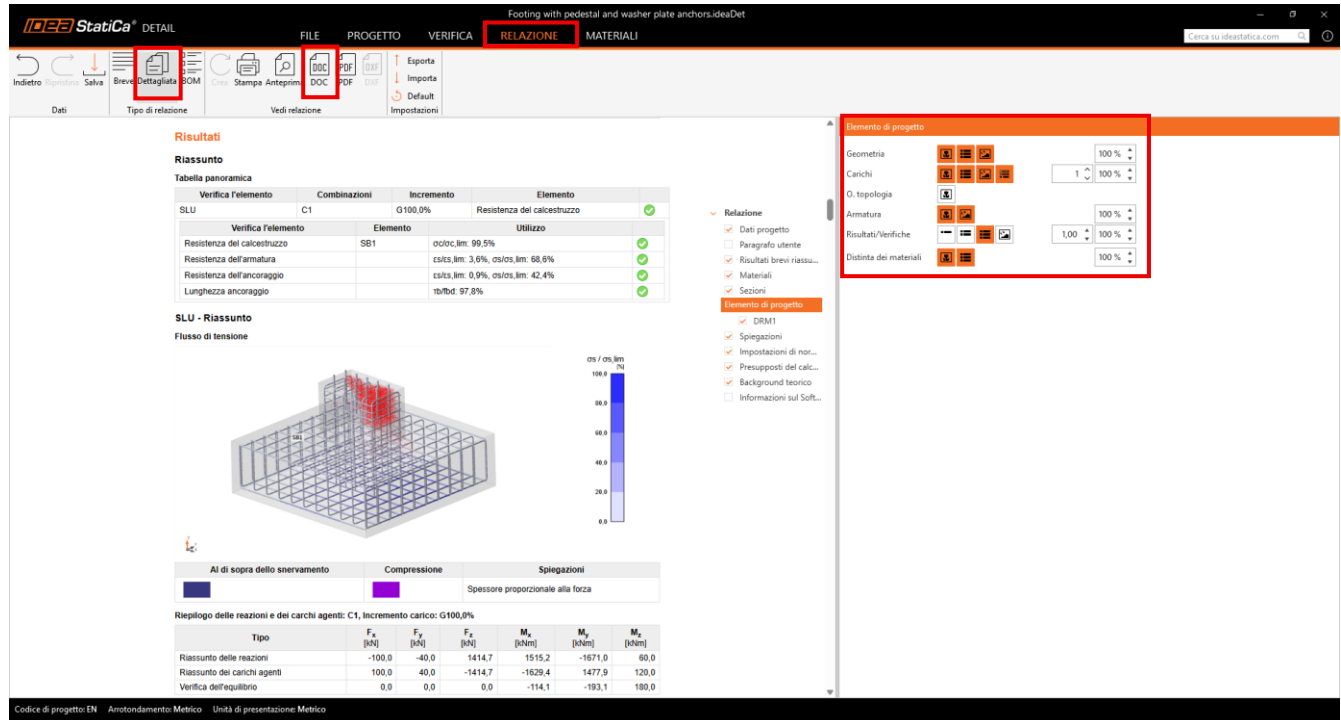 Footing with pedestal and washer plate anchors.ideaDet
IDEA StatiCa® DETAIL
FILE PROGETTO VERIFICA RELAZIONE MATERIALI
Cerca su ideastatica.com
Indietro Ripristina Salva
Breve Dettagliata BOM
Crea Stampa Anteprima DOC PDF DXF
Esporta
Importa
Default
Dati Tipo di relazione Vedi relazione Impostazioni
Risultati
Riassunto
Tabella panoramica
Verifica l'elemento Combinazioni Incremento Elemento
SLU C1 G100,0% Resistenza del calcestruzzo
Verifica l'elemento Elemento Utilizzo
Resistenza del calcestruzzo SB1 σc/σc,lim: 99,5%
Resistenza dell'armatura εs/εs,lim: 3,6%, σs/σs,lim: 68,6%
Resistenza dell'ancoraggio εs/εs,lim: 0,9%, σs/σs,lim: 42,4%
Lunghezza ancoraggio τb/fbd: 97,8%
SLU - Riassunto
Flusso di tensione
σs / σs,lim
[%]
100,0
80,0
60,0
40,0
20,0
0,0
SB1
Al di sopra dello snervamento Compressione Spiegazioni
Spessore proporzionale alla forza
Riepilogo delle reazioni e dei carchi agenti: C1, Incremento carico: G100,0%
Tipo Fx [kN] Fy [kN] Fz [kN] Mx [kNm] My [kNm] Mz [kNm]
Riassunto delle reazioni -100,0 -40,0 1414,7 1515,2 -1671,0 60,0
Riassunto dei carichi agenti 100,0 40,0 -1414,7 -1629,4 1477,9 120,0
Verifica dell'equilibrio 0,0 0,0 0,0 -114,1 -193,1 180,0
Relazione
Dati progetto
Paragrafo utente
Risultati brevi riassu...
Materiali
Sezioni
Elemento di progetto
DRM1
Spiegazioni
Impostazioni di nor...
Presupposti del calc...
Background teorico
Informazioni sul Soft...
Elemento di progetto
Geometria 100 %
Carichi 1 100 %
O. topologia
Armatura 100 %
Risultati/Verifiche 1,00 100 %
Distinta dei materiali 100 %
Codice di progetto: EN Arrotondamento: Metrico Unità di presentazione: Metrico